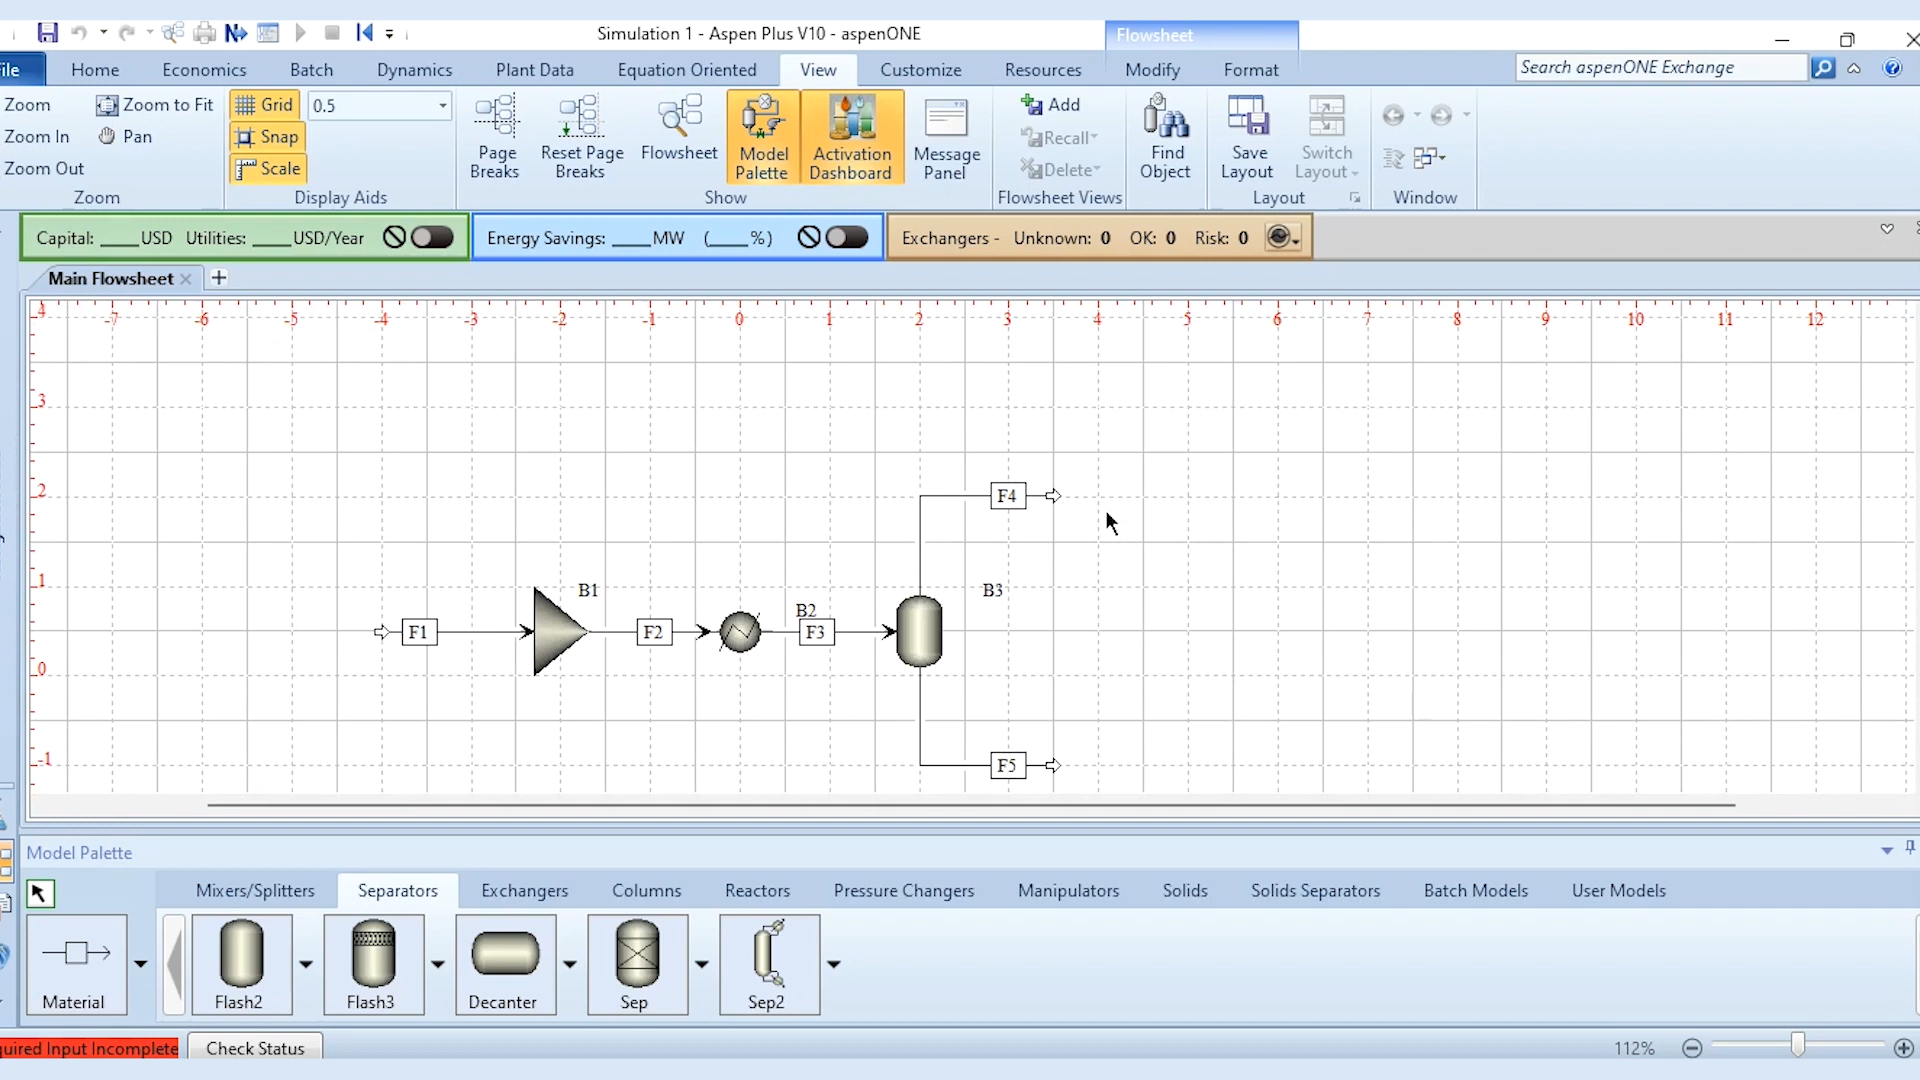 Simulation 1 - Aspen Plus V10 - aspenONE
Flowsheet
ile Home Economics Batch Dynamics Plant Data Equation Oriented View Customize Resources Modify Format Search aspenONE Exchange
Zoom Zoom to Fit Grid 0.5
Zoom In Pan Snap
Zoom Out Scale
Page Breaks
Reset Page Breaks
Flowsheet
Model Palette
Activation Dashboard
Message Panel
Add
Recall
Delete
Find Object
Save Layout
Switch Layout
Zoom Display Aids Show Flowsheet Views Layout Window
Capital: ____USD Utilities: ____USD/Year Energy Savings: ____MW (____%) Exchangers - Unknown: 0 OK: 0 Risk: 0
Main Flowsheet
4 -7 -6 -5 -4 -3 -2 -1 0 1 2 3 4 5 6 7 8 9 10 11 12
3
2 F4
1 B1 B3
B2
F1 F2 F3
0
-1 F5
Model Palette
Mixers/Splitters Separators Exchangers Columns Reactors Pressure Changers Manipulators Solids Solids Separators Batch Models User Models
Material Flash2 Flash3 Decanter Sep Sep2
quired Input Incomplete Check Status 112%